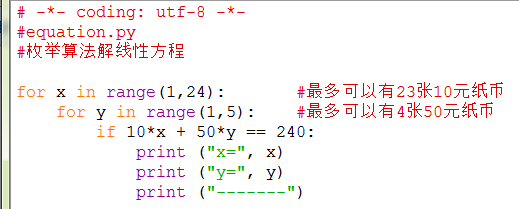 # -*- coding: utf-8 -*-
#equation.py
#枚举算法解线性方程
for x in range(1,24):       #最多可以有23张10元纸币
    for y in range(1,5):    #最多可以有4张50元纸币
        if 10*x + 50*y == 240:
            print ("x=", x)
            print ("y=", y)
            print ("-------")